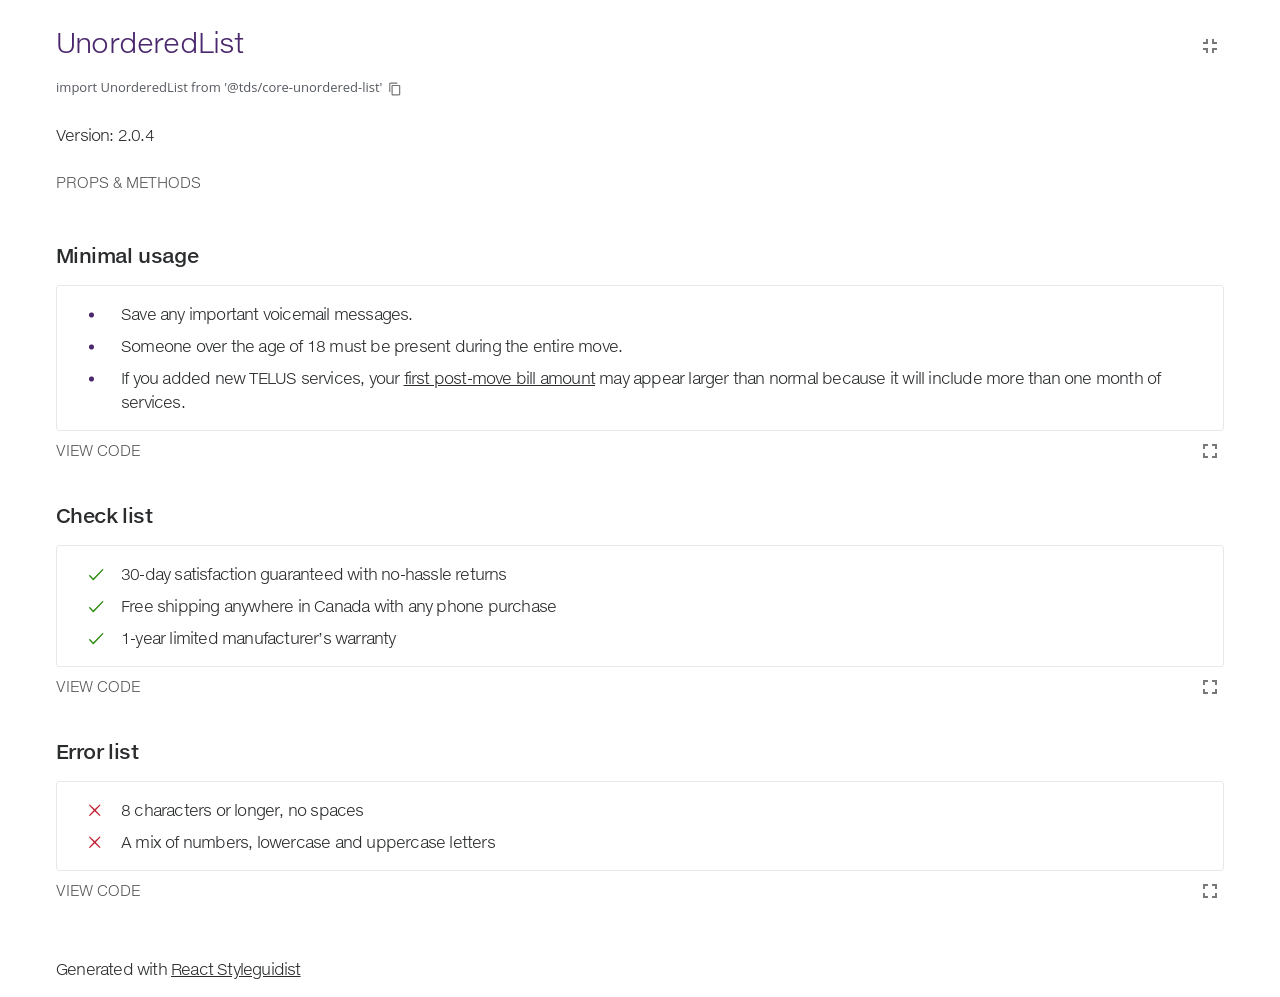 UnorderedList
import UnorderedList from '@tds/core-unordered-list'
Version: 2.0.4
PROPS & METHODS
Minimal usage
Save any important voicemail messages.
Someone over the age of 18 must be present during the entire move.
If you added new TELUS services, your first post-move bill amount may appear larger than normal because it will include more than one month of
services.
VIEW CODE
Check list
30-day satisfaction guaranteed with no-hassle returns
Free shipping anywhere in Canada with any phone purchase
1-year limited manufacturer's warranty
VIEW CODE
Error list
8 characters or longer, no spaces
A mix of numbers, lowercase and uppercase letters
VIEW CODE
Generated with React Styleguidist